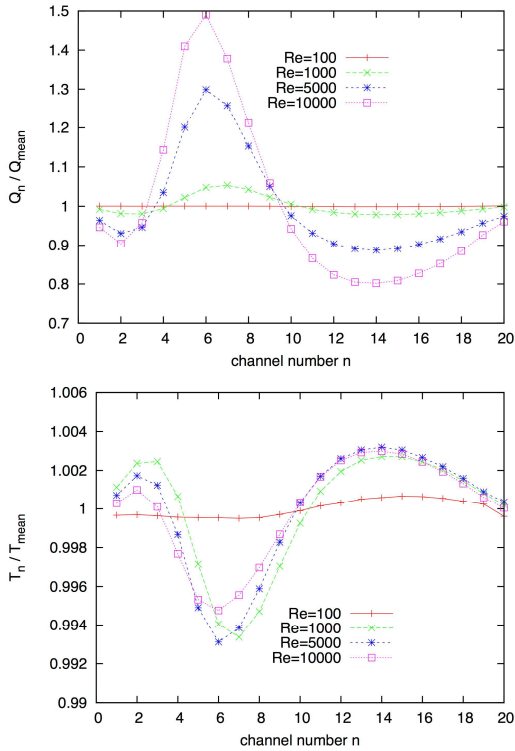 1.5
1.4
1.3
1.2
1.1
1
0.9
0.8
0.7
Q_n / Q_mean
Re=100
Re=1000
Re=5000
Re=10000
0 2 4 6 8 10 12 14 16 18 20
channel number n
1.006
1.004
1.002
1
0.998
0.996
0.994
0.992
0.99
T_n / T_mean
Re=100
Re=1000
Re=5000
Re=10000
0 2 4 6 8 10 12 14 16 18 20
channel number n